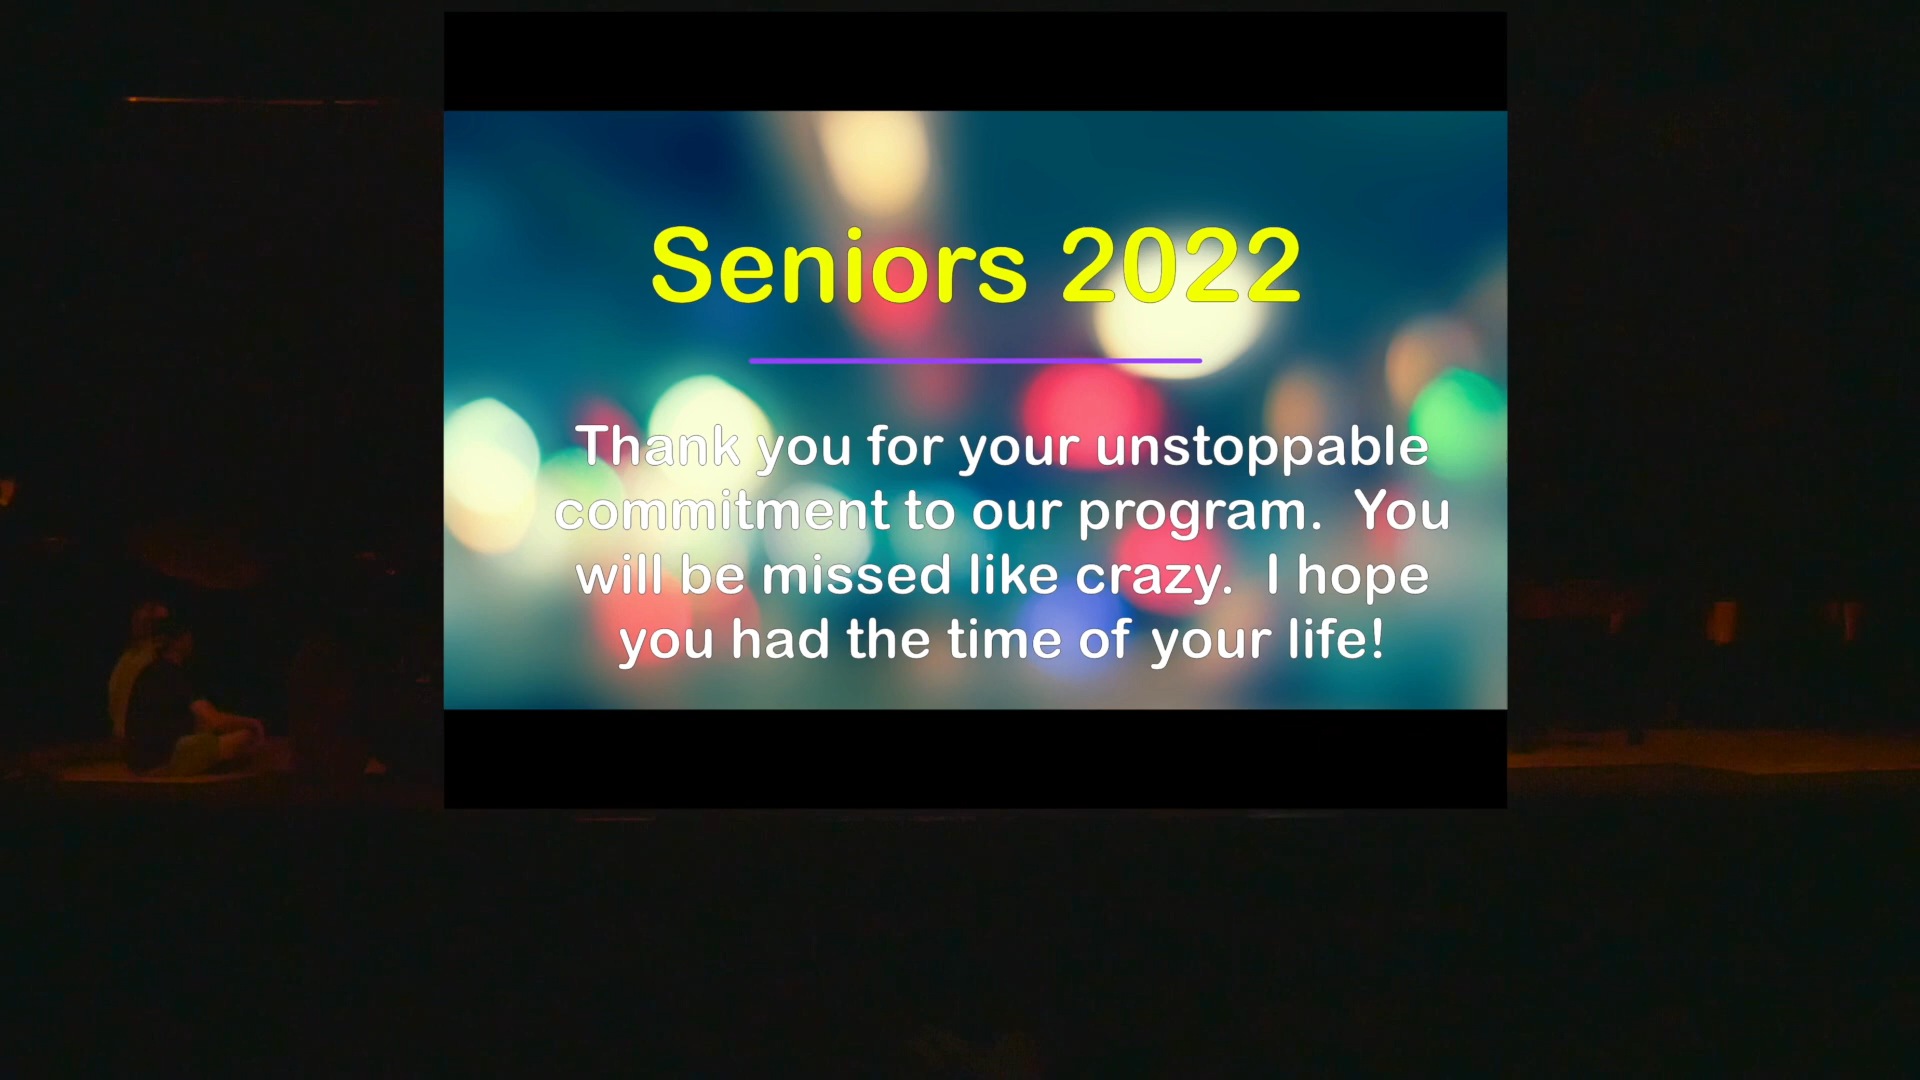 Seniors 2022
Thank you for your unstoppable
commitment to our program.  You
will be missed like crazy.  I hope
you had the time of your life!